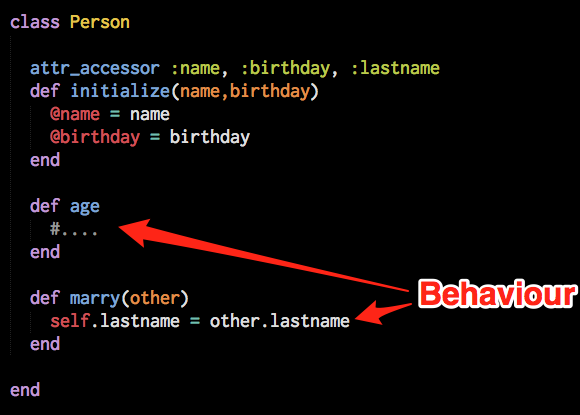 class Person
attr_accessor :name, :birthday, :lastname
def initialize(name,birthday)
@name = name
@birthday = birthday
end
def age
#....
end
Behaviour
def marry(other)
self.lastname = other.lastname
end
end